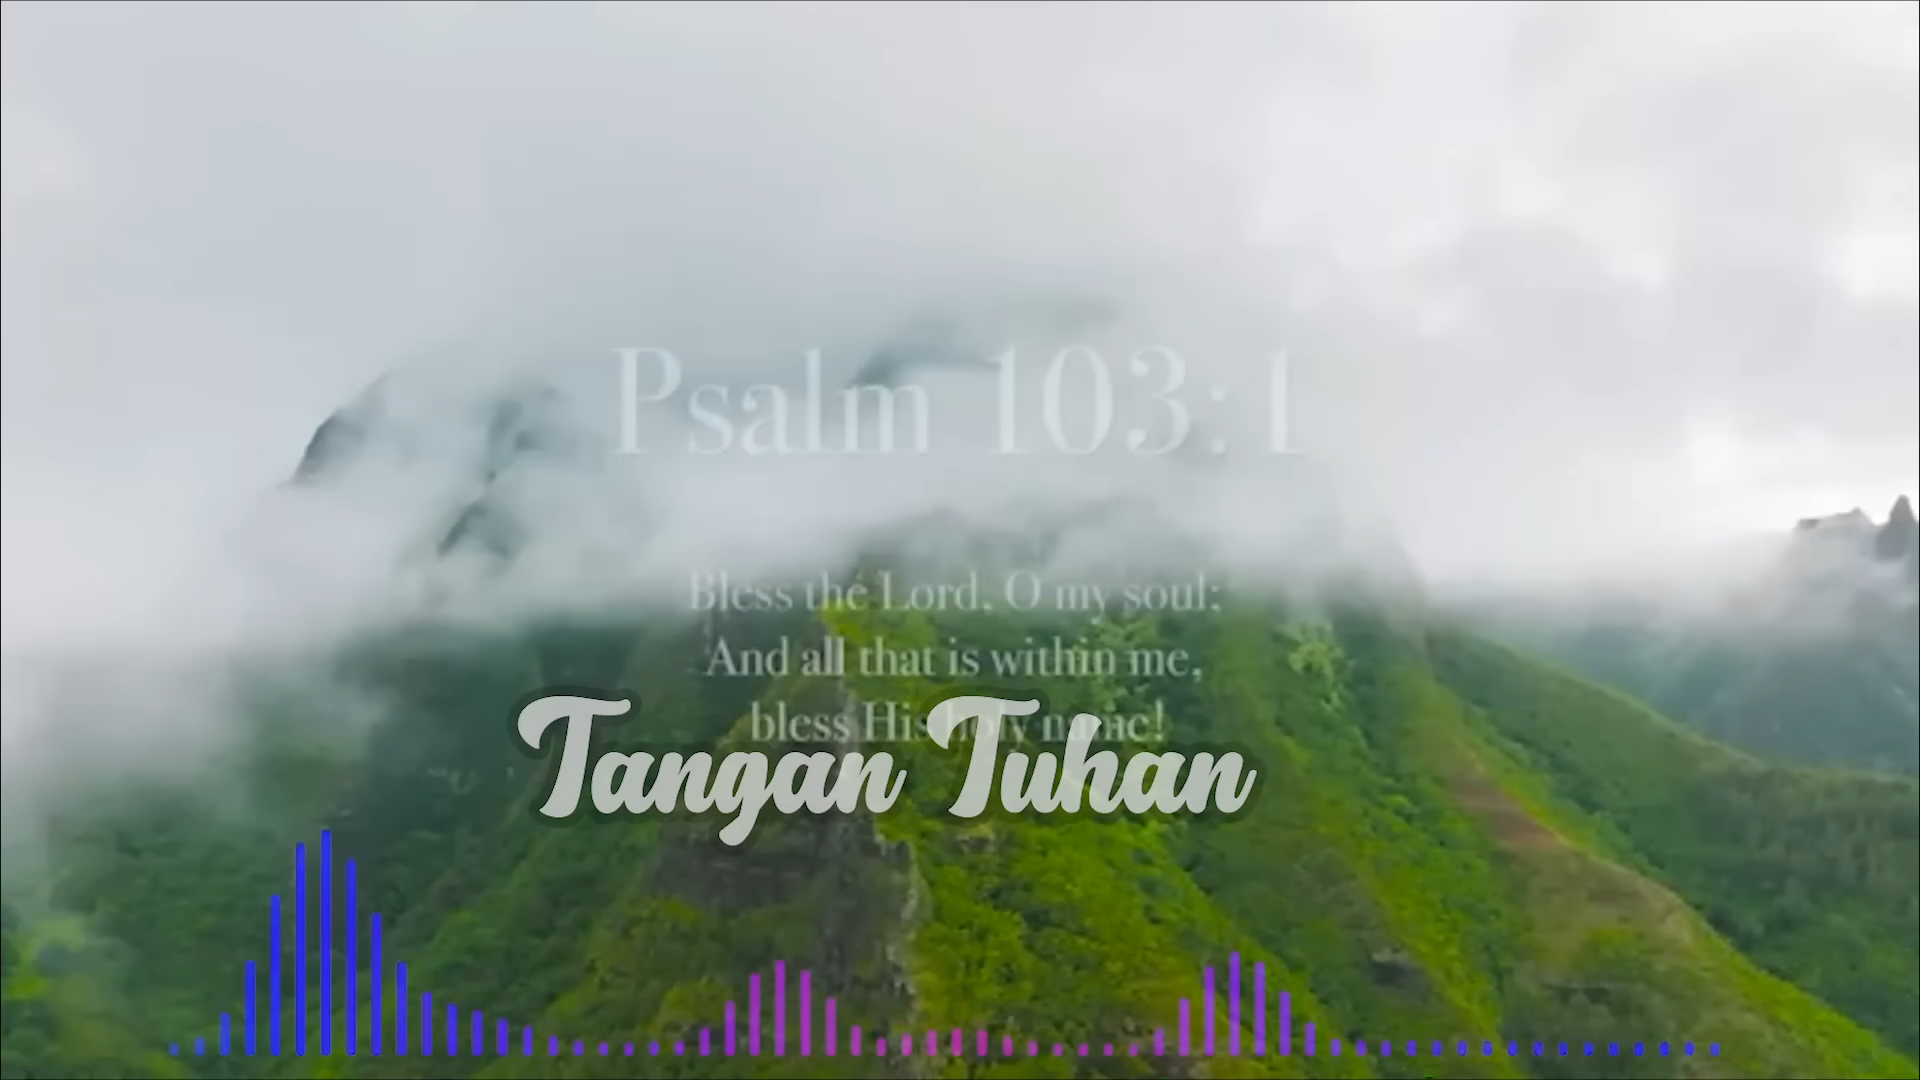 Psalm 103:1
Bless the Lord, O my soul;
And all that is within me,
bless His holy name!
Tangan Tuhan